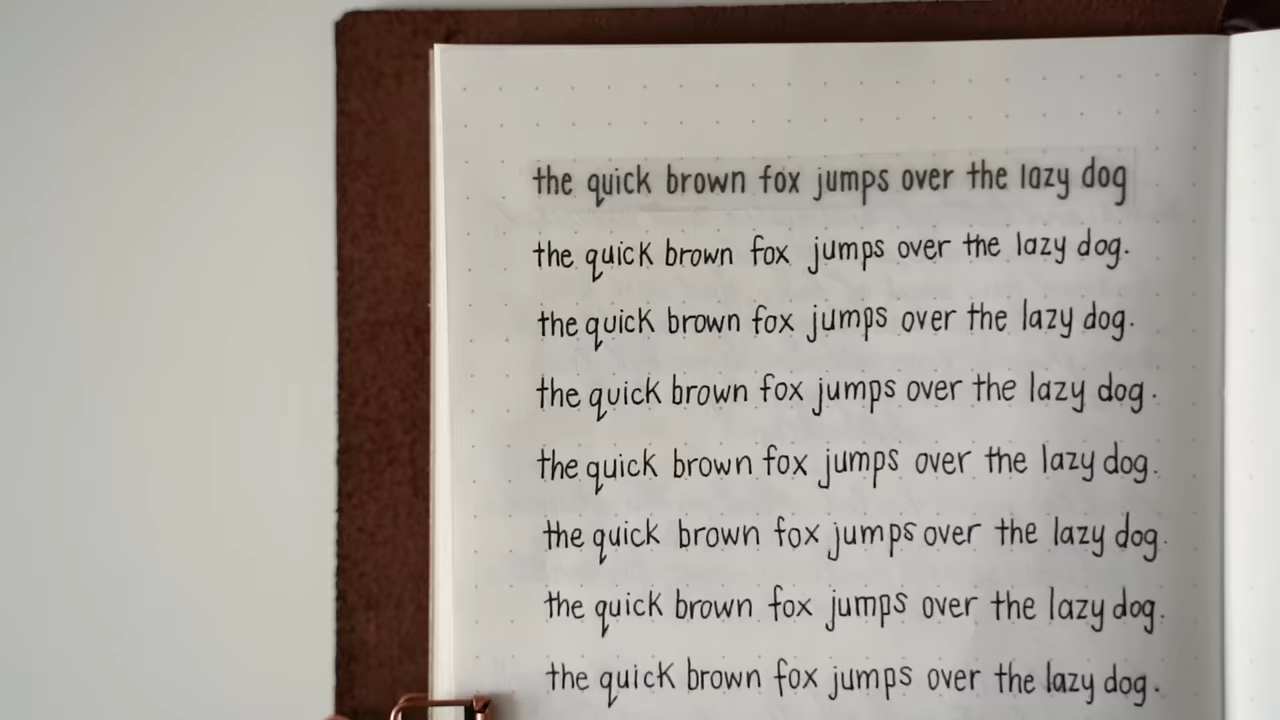 the quick brown fox jumps over the lazy dog
the quick brown fox jumps over the lazy dog.
the quick brown fox jumps over the lazy dog.
the quick brown fox jumps over the lazy dog.
the quick brown fox jumps over the lazy dog.
the quick brown fox jumps over the lazy dog.
the quick brown fox jumps over the lazy dog.
the quick brown fox jumps over the lazy dog.